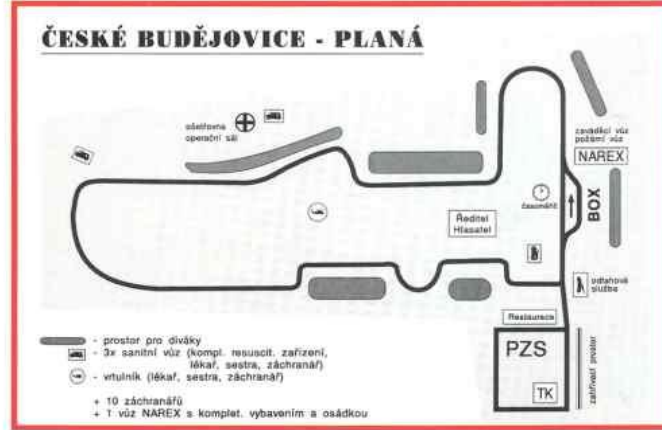 ČESKÉ BUDĚJOVICE - PLANÁ
ošetřovna
operační sál
zaváděcí vůz
požární vůz
NAREX
časoměřič
BOX
Ředitel
Hlasatel
odtahová
služba
Restaurace
PZS
TK
zahřívací prostor
- prostor pro diváky
- 3x sanitní vůz (kompl. resuscit. zařízení,
lékař, sestra, záchranář)
- vrtulník (lékař, sestra, záchranář)
+ 10 záchranářů
+ 1 vůz NAREX s komplet. vybavením a osádkou